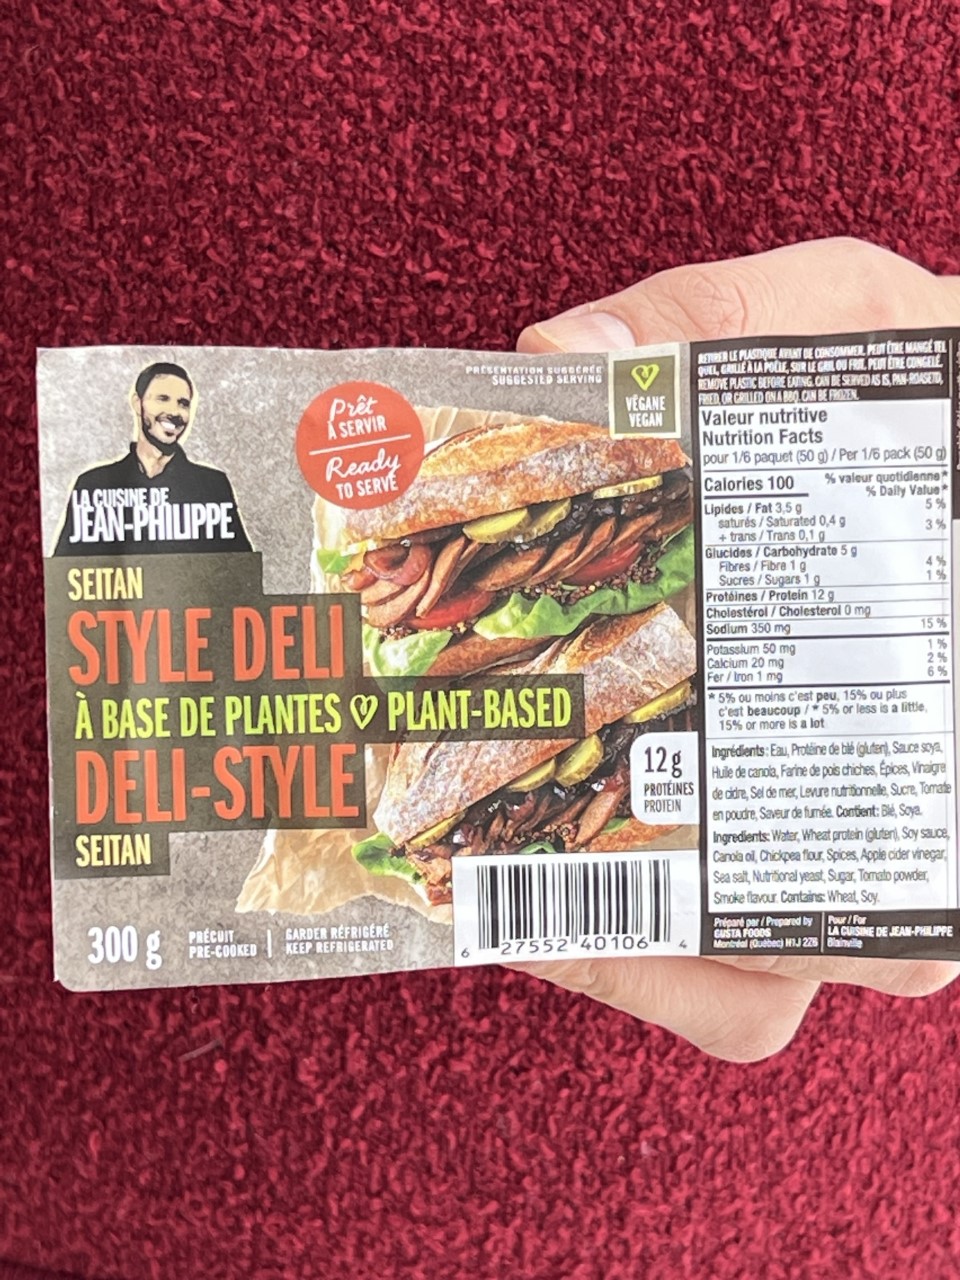 LA CUISINE DE
JEAN-PHILIPPE
Prêt
À SERVIR
Ready
TO SERVE
PRÉSENTATION SUGGÉRÉE
SUGGESTED SERVING
VÉGANE
VEGAN
SEITAN
STYLE DELI
À BASE DE PLANTES PLANT-BASED
DELI-STYLE
SEITAN
12 g
PROTÉINES
PROTEIN
300 g
PRÉCUIT
PRE-COOKED
GARDER RÉFRIGÉRÉ
KEEP REFRIGERATED
6 27552 40106 4
RETIRER LE PLASTIQUE AVANT DE CONSOMMER. PEUT ÊTRE MANGÉ TEL
QUEL, GRILLÉ À LA POÊLE, SUR LE GRIL OU FRIT. PEUT ÊTRE CONGELÉ.
REMOVE PLASTIC BEFORE EATING. CAN BE SERVED AS IS, PAN-ROASTED,
FRIED, OR GRILLED ON A BBQ. CAN BE FROZEN.
Valeur nutritive
Nutrition Facts
pour 1/6 paquet (50 g) / Per 1/6 pack (50 g)
Calories 100 % valeur quotidienne*
% Daily Value*
Lipides / Fat 3,5 g 5 %
saturés / Saturated 0,4 g
+ trans / Trans 0,1 g 3 %
Glucides / Carbohydrate 5 g
Fibres / Fibre 1 g 4 %
Sucres / Sugars 1 g 1 %
Protéines / Protein 12 g
Cholestérol / Cholesterol 0 mg
Sodium 350 mg 15 %
Potassium 50 mg 1 %
Calcium 20 mg 2 %
Fer / Iron 1 mg 6 %
* 5% ou moins c'est peu, 15% ou plus
c'est beaucoup / * 5% or less is a little,
15% or more is a lot
Ingrédients: Eau, Protéine de blé (gluten), Sauce soya,
Huile de canola, Farine de pois chiches, Épices, Vinaigre
de cidre, Sel de mer, Levure nutritionnelle, Sucre, Tomate
en poudre, Saveur de fumée. Contient: Blé, Soya.
Ingredients: Water, Wheat protein (gluten), Soy sauce,
Canola oil, Chickpea flour, Spices, Apple cider vinegar,
Sea salt, Nutritional yeast, Sugar, Tomato powder,
Smoke flavour. Contains: Wheat, Soy.
Préparé par / Prepared by
GUSTA FOODS
Montréal (Québec) H1J 2Z6
Pour / For
LA CUISINE DE JEAN-PHILIPPE
Blainville